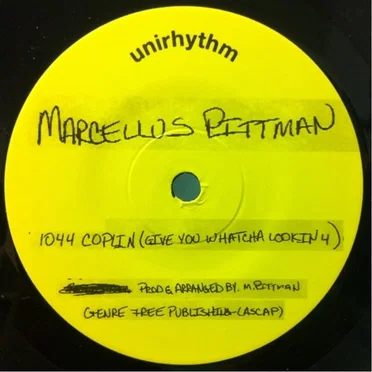 unirhythm
MARCELLUS PITTMAN
1044 COPLIN (GIVE YOU WHATCHA LOOKIN 4)
PROD & ARRANGED BY: M. PITTMAN
GENRE FREE PUBLISHING-(ASCAP)